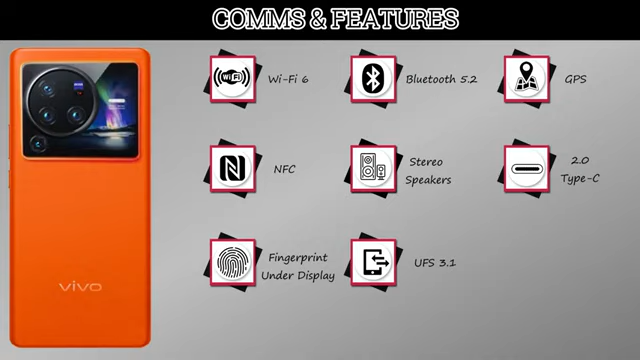 COMMS & FEATURES
WiFi
Wi-Fi 6
Bluetooth 5.2
GPS
NFC
Stereo
Speakers
2.0
Type-C
Fingerprint
Under Display
UFS 3.1
vivo